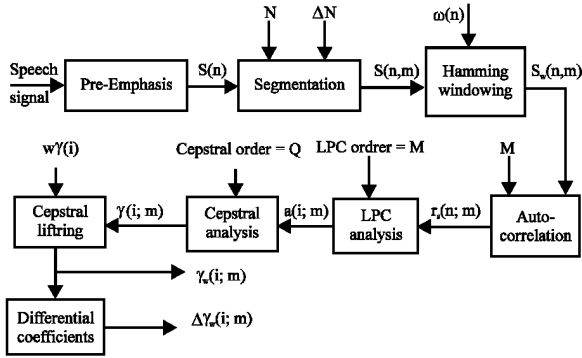 N
ΔN
ω(n)
Speech
signal
Pre-Emphasis
S(n)
Segmentation
S(n,m)
Hamming
windowing
Sw(n,m)
wγ(i)
Cepstral order = Q
LPC ordrer = M
M
Cepstral
liftring
γ(i; m)
Cepstral
analysis
a(i; m)
LPC
analysis
rs(n; m)
Auto-
correlation
γw(i; m)
Differential
coefficients
Δγw(i; m)